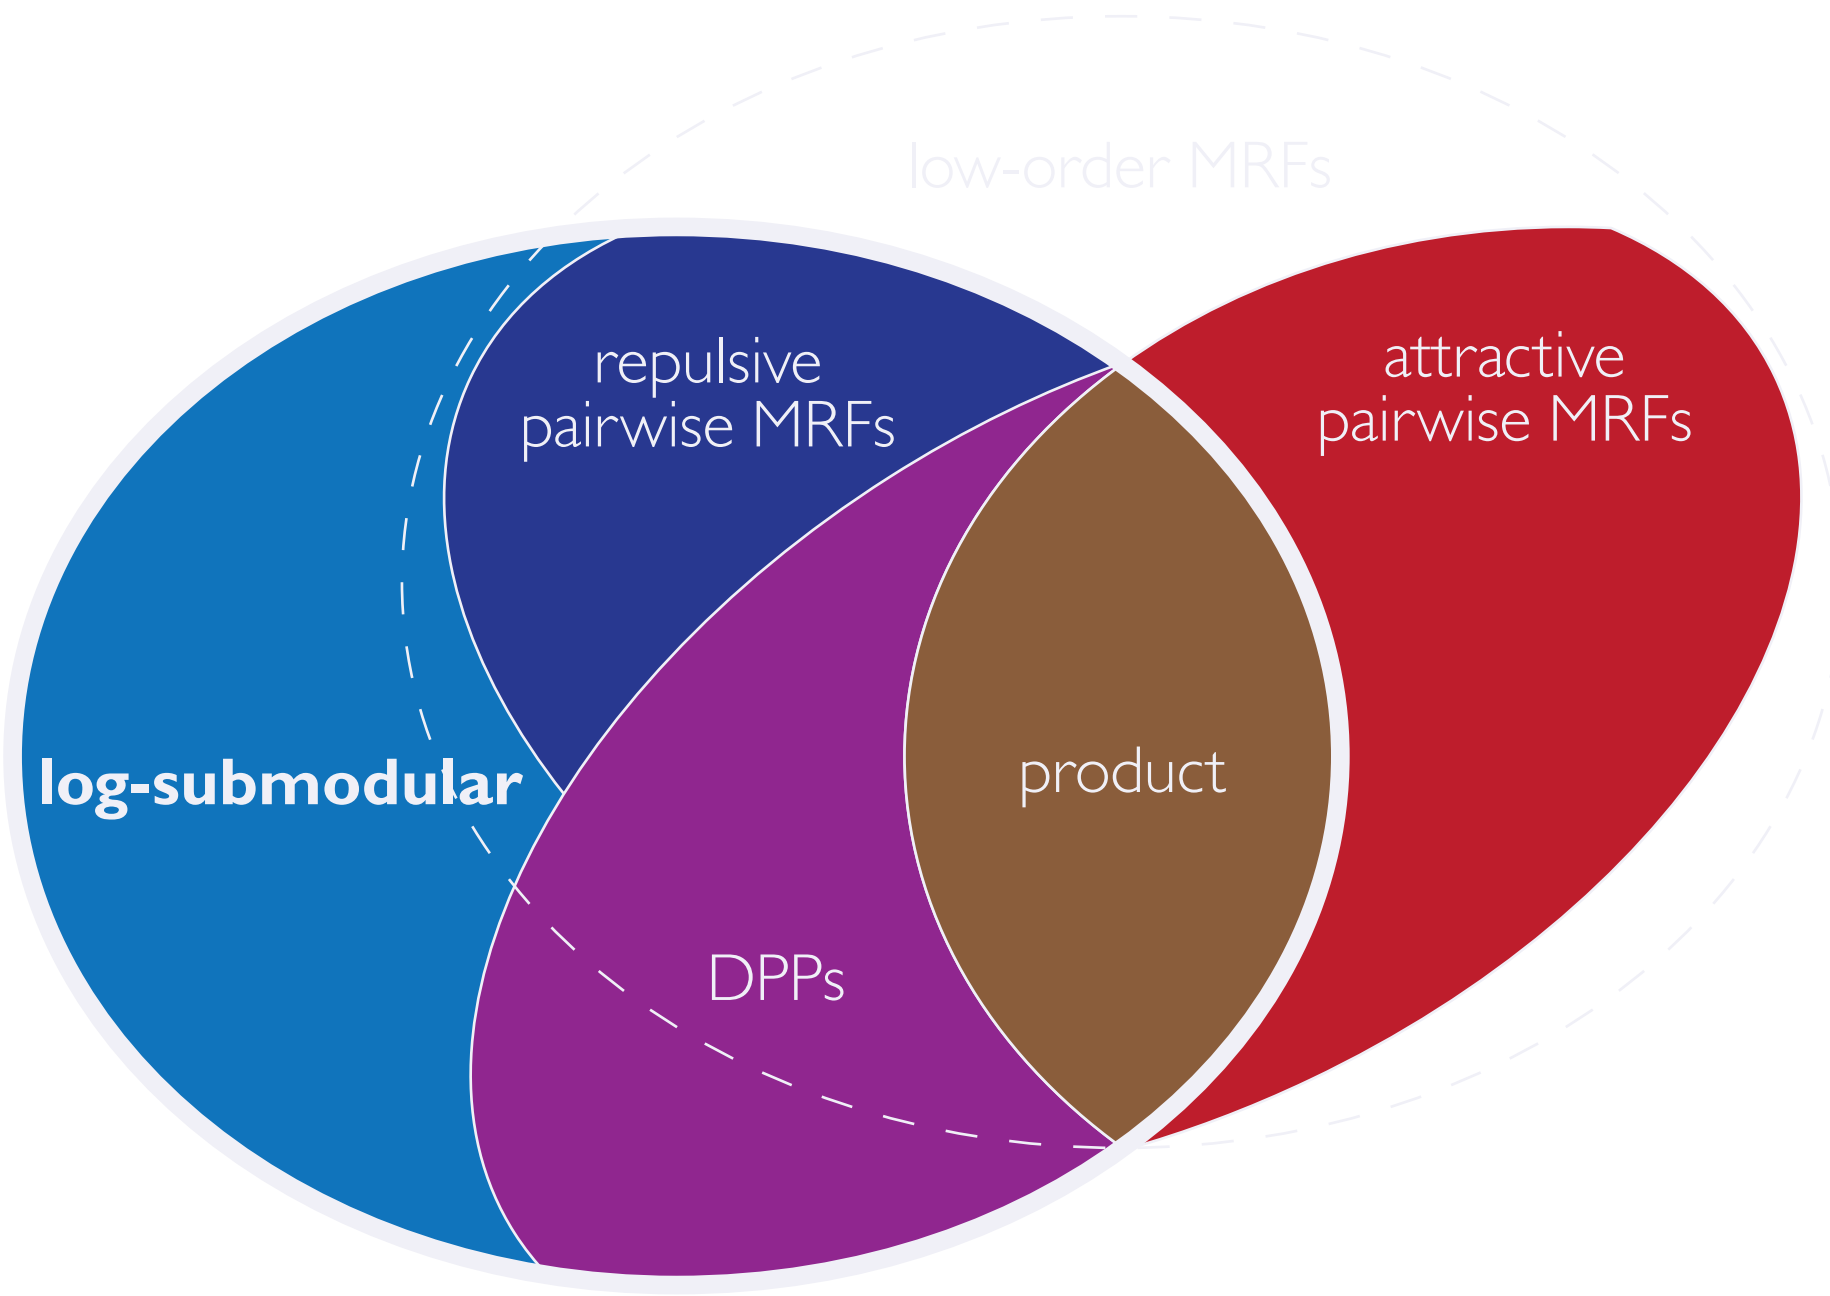 low-order MRFs
repulsive
pairwise MRFs
attractive
pairwise MRFs
log-submodular
product
DPPs